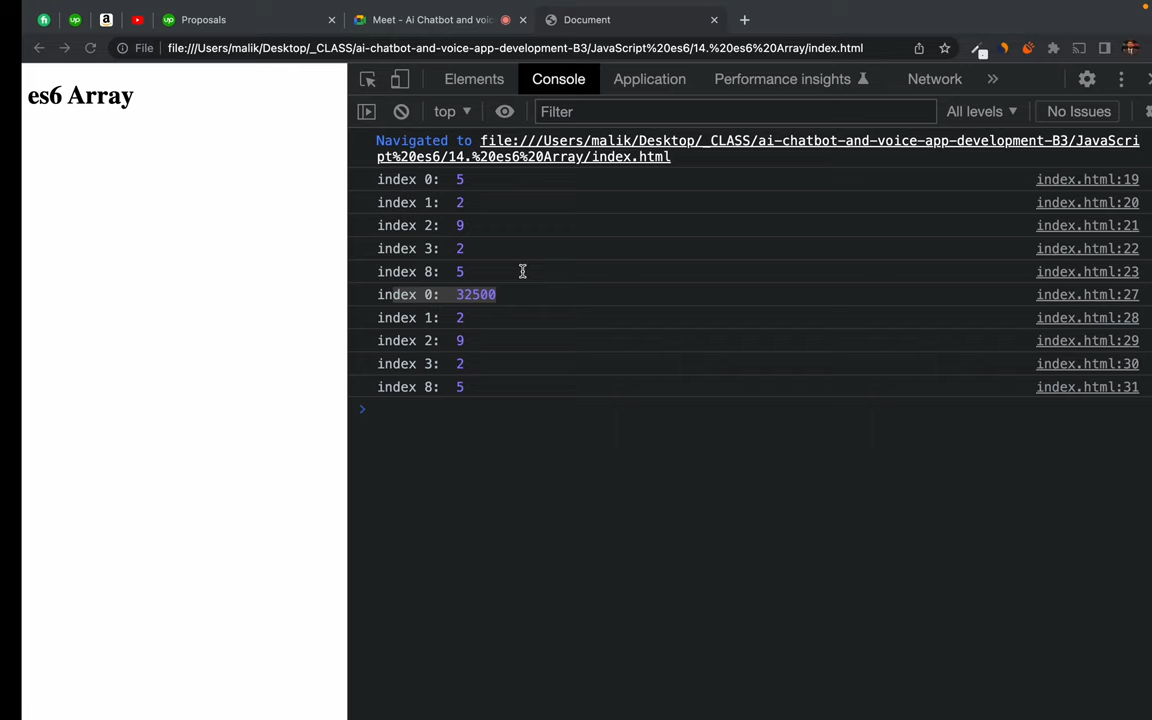 Proposals
Meet - Ai Chatbot and voic
Document
File
file:///Users/malik/Desktop/_CLASS/ai-chatbot-and-voice-app-development-B3/JavaScript%20es6/14.%20es6%20Array/index.html
es6 Array
Elements Console Application Performance insights Network
top Filter All levels No Issues
Navigated to file:///Users/malik/Desktop/_CLASS/ai-chatbot-and-voice-app-development-B3/JavaScri
pt%20es6/14.%20es6%20Array/index.html
index 0: 5 index.html:19
index 1: 2 index.html:20
index 2: 9 index.html:21
index 3: 2 index.html:22
index 8: 5 index.html:23
index 0: 32500 index.html:27
index 1: 2 index.html:28
index 2: 9 index.html:29
index 3: 2 index.html:30
index 8: 5 index.html:31